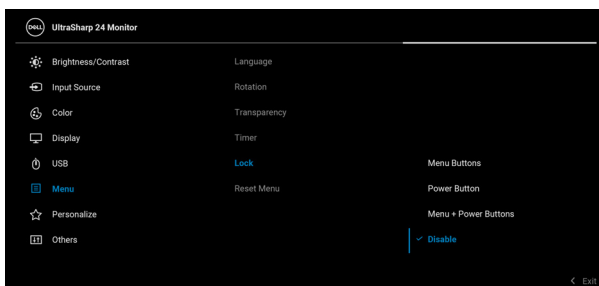 DELL UltraSharp 24 Monitor
Brightness/Contrast Language
Input Source Rotation
Color Transparency
Display Timer
USB Lock Menu Buttons
Menu Reset Menu Power Button
Personalize Menu + Power Buttons
Others Disable
Exit